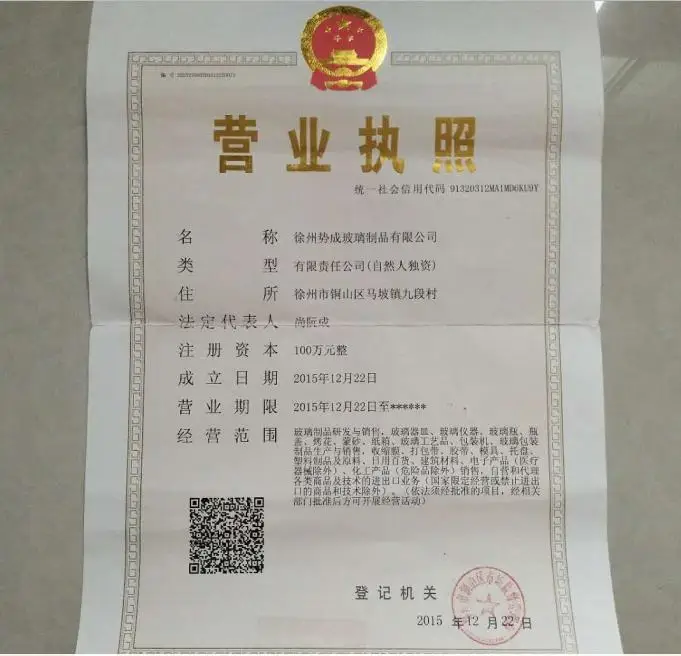 营业执照
统一社会信用代码 91320312MA1MD6KU9Y
名 称 徐州势成玻璃制品有限公司
类 型 有限责任公司(自然人独资)
住 所 徐州市铜山区马坡镇九段村
法定代表人 尚阮成
注册资本 100万元整
成立日期 2015年12月22日
营业期限 2015年12月22日至******
经营范围 玻璃制品研发与销售,玻璃器皿、玻璃仪器、玻璃瓶、瓶
盖、烤花、蒙砂、纸箱、玻璃工艺品、包装机、玻璃包装
制品生产与销售,收缩膜、打包带、胶带、模具、托盘、
塑料制品及原料、日用百货、建筑材料、电子产品(医疗
器械除外)、化工产品(危险品除外)销售,自营和代理
各类商品及技术的进出口业务(国家限定经营或禁止进出
口的商品和技术除外)。(依法须经批准的项目,经相关
部门批准后方可开展经营活动)
登记机关
2015 年 12 月 22 日